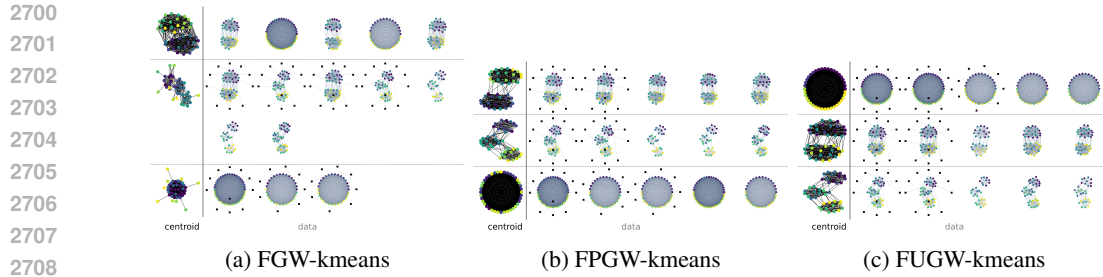 2700
2701
2702
2703
2704
2705
2706
2707
2708
centroid data
centroid data
centroid data
(a) FGW-kmeans
(b) FPGW-kmeans
(c) FUGW-kmeans